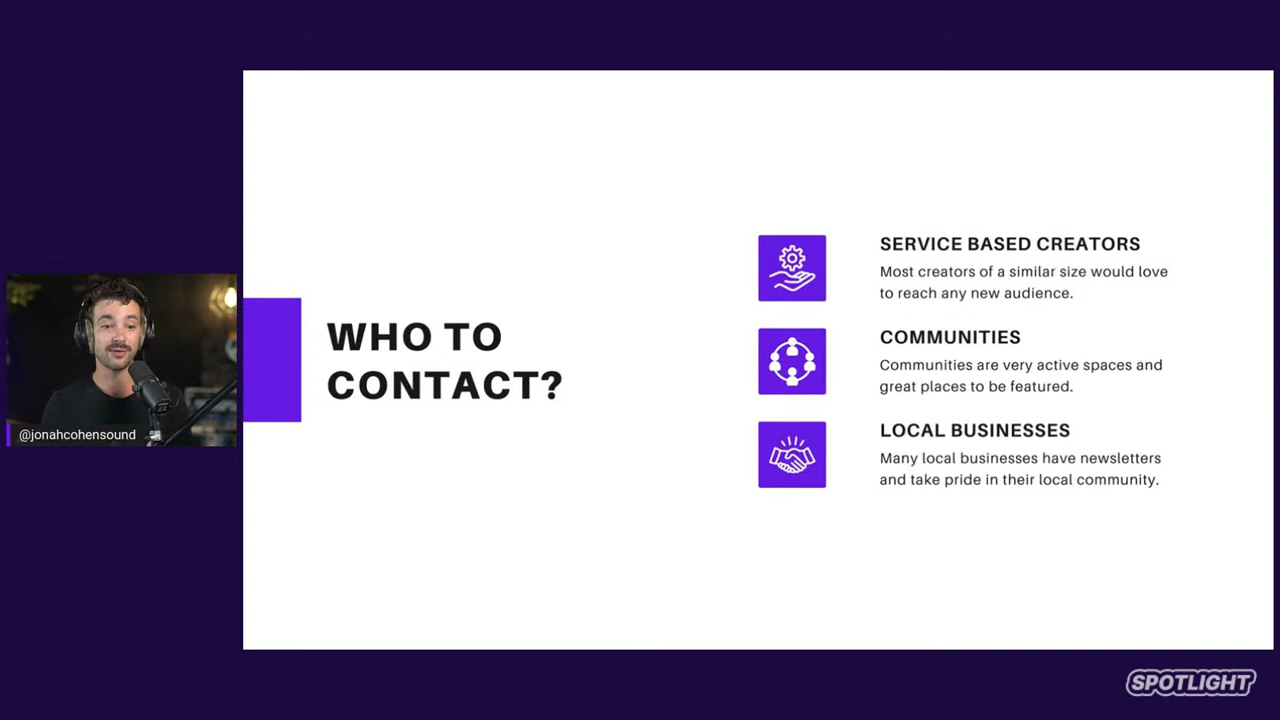 @jonahcohensound
WHO TO
CONTACT?
SERVICE BASED CREATORS
Most creators of a similar size would love
to reach any new audience.
COMMUNITIES
Communities are very active spaces and
great places to be featured.
LOCAL BUSINESSES
Many local businesses have newsletters
and take pride in their local community.
SPOTLIGHT